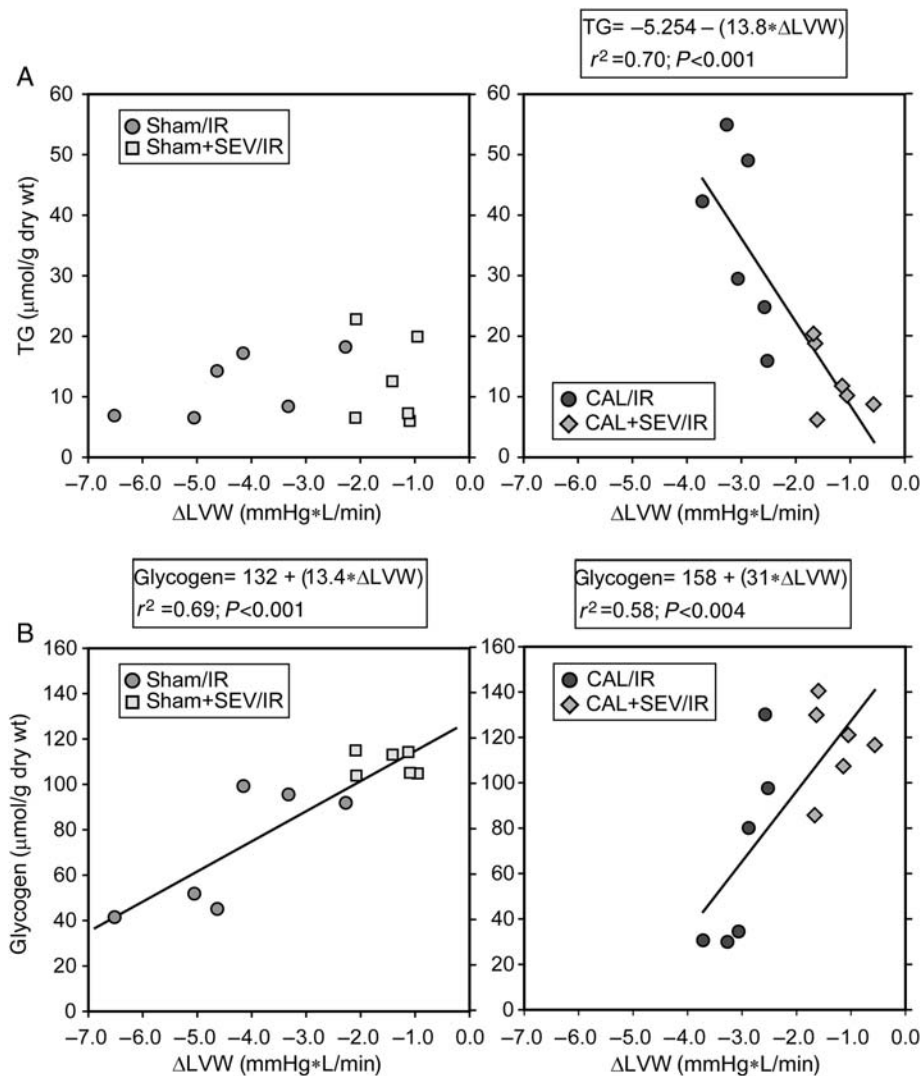 TG= –5.254 – (13.8*ΔLVW)
r² =0.70; P<0.001
A
60
50
40
30
20
10
0
TG (μmol/g dry wt)
Sham/IR
Sham+SEV/IR
–7.0 –6.0 –5.0 –4.0 –3.0 –2.0 –1.0 0.0
ΔLVW (mmHg*L/min)
60
50
40
30
20
10
0
CAL/IR
CAL+SEV/IR
–7.0 –6.0 –5.0 –4.0 –3.0 –2.0 –1.0 0.0
ΔLVW (mmHg*L/min)
Glycogen= 132 + (13.4*ΔLVW)
r² =0.69; P<0.001
Glycogen= 158 + (31*ΔLVW)
r²=0.58; P<0.004
B
160
140
120
100
80
60
40
20
0
Glycogen (μmol/g dry wt)
Sham/IR
Sham+SEV/IR
–7.0 –6.0 –5.0 –4.0 –3.0 –2.0 –1.0 0.0
ΔLVW (mmHg*L/min)
160
140
120
100
80
60
40
20
0
CAL/IR
CAL+SEV/IR
–7.0 –6.0 –5.0 –4.0 –3.0 –2.0 –1.0 0.0
ΔLVW (mmHg*L/min)